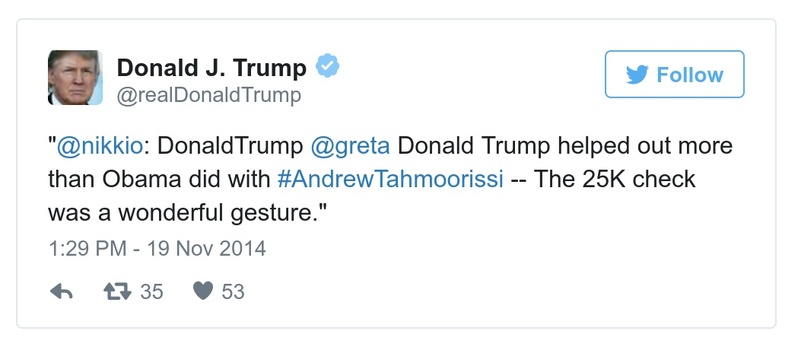 Donald J. Trump
@realDonaldTrump
Follow
"@nikkio: DonaldTrump @greta Donald Trump helped out more
than Obama did with #AndrewTahmoorissi -- The 25K check
was a wonderful gesture."
1:29 PM - 19 Nov 2014
35 53